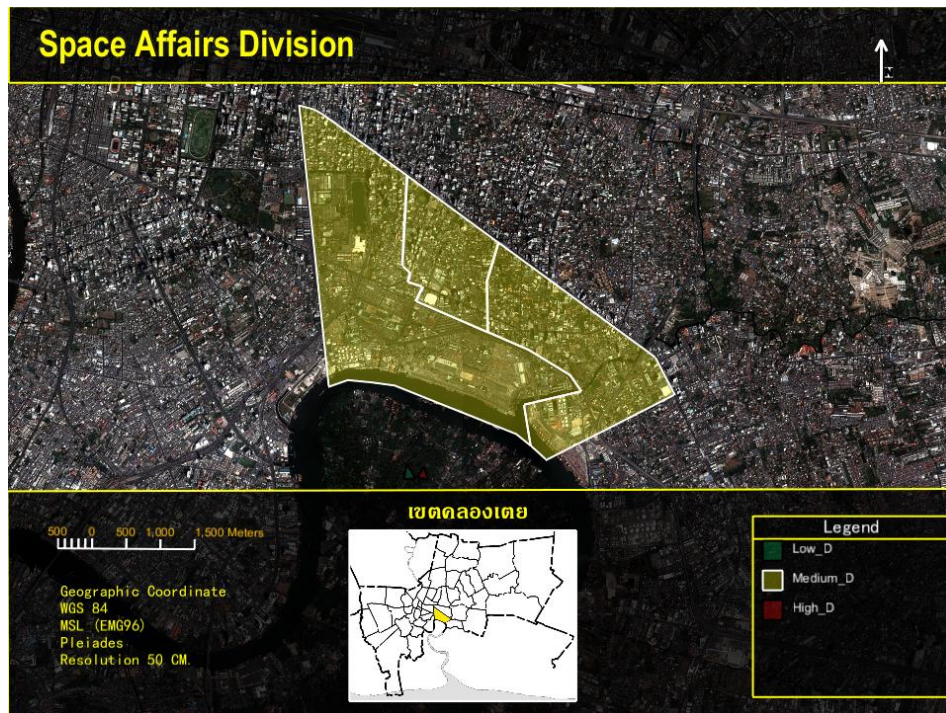 Space Affairs Division
H
500 0 500 1,000 1,500 Meters
Geographic Coordinate
WGS 84
MSL (EMG96)
Pleiades
Resolution 50 CM.
เขตคลองเตย
Legend
Low_D
Medium_D
High_D